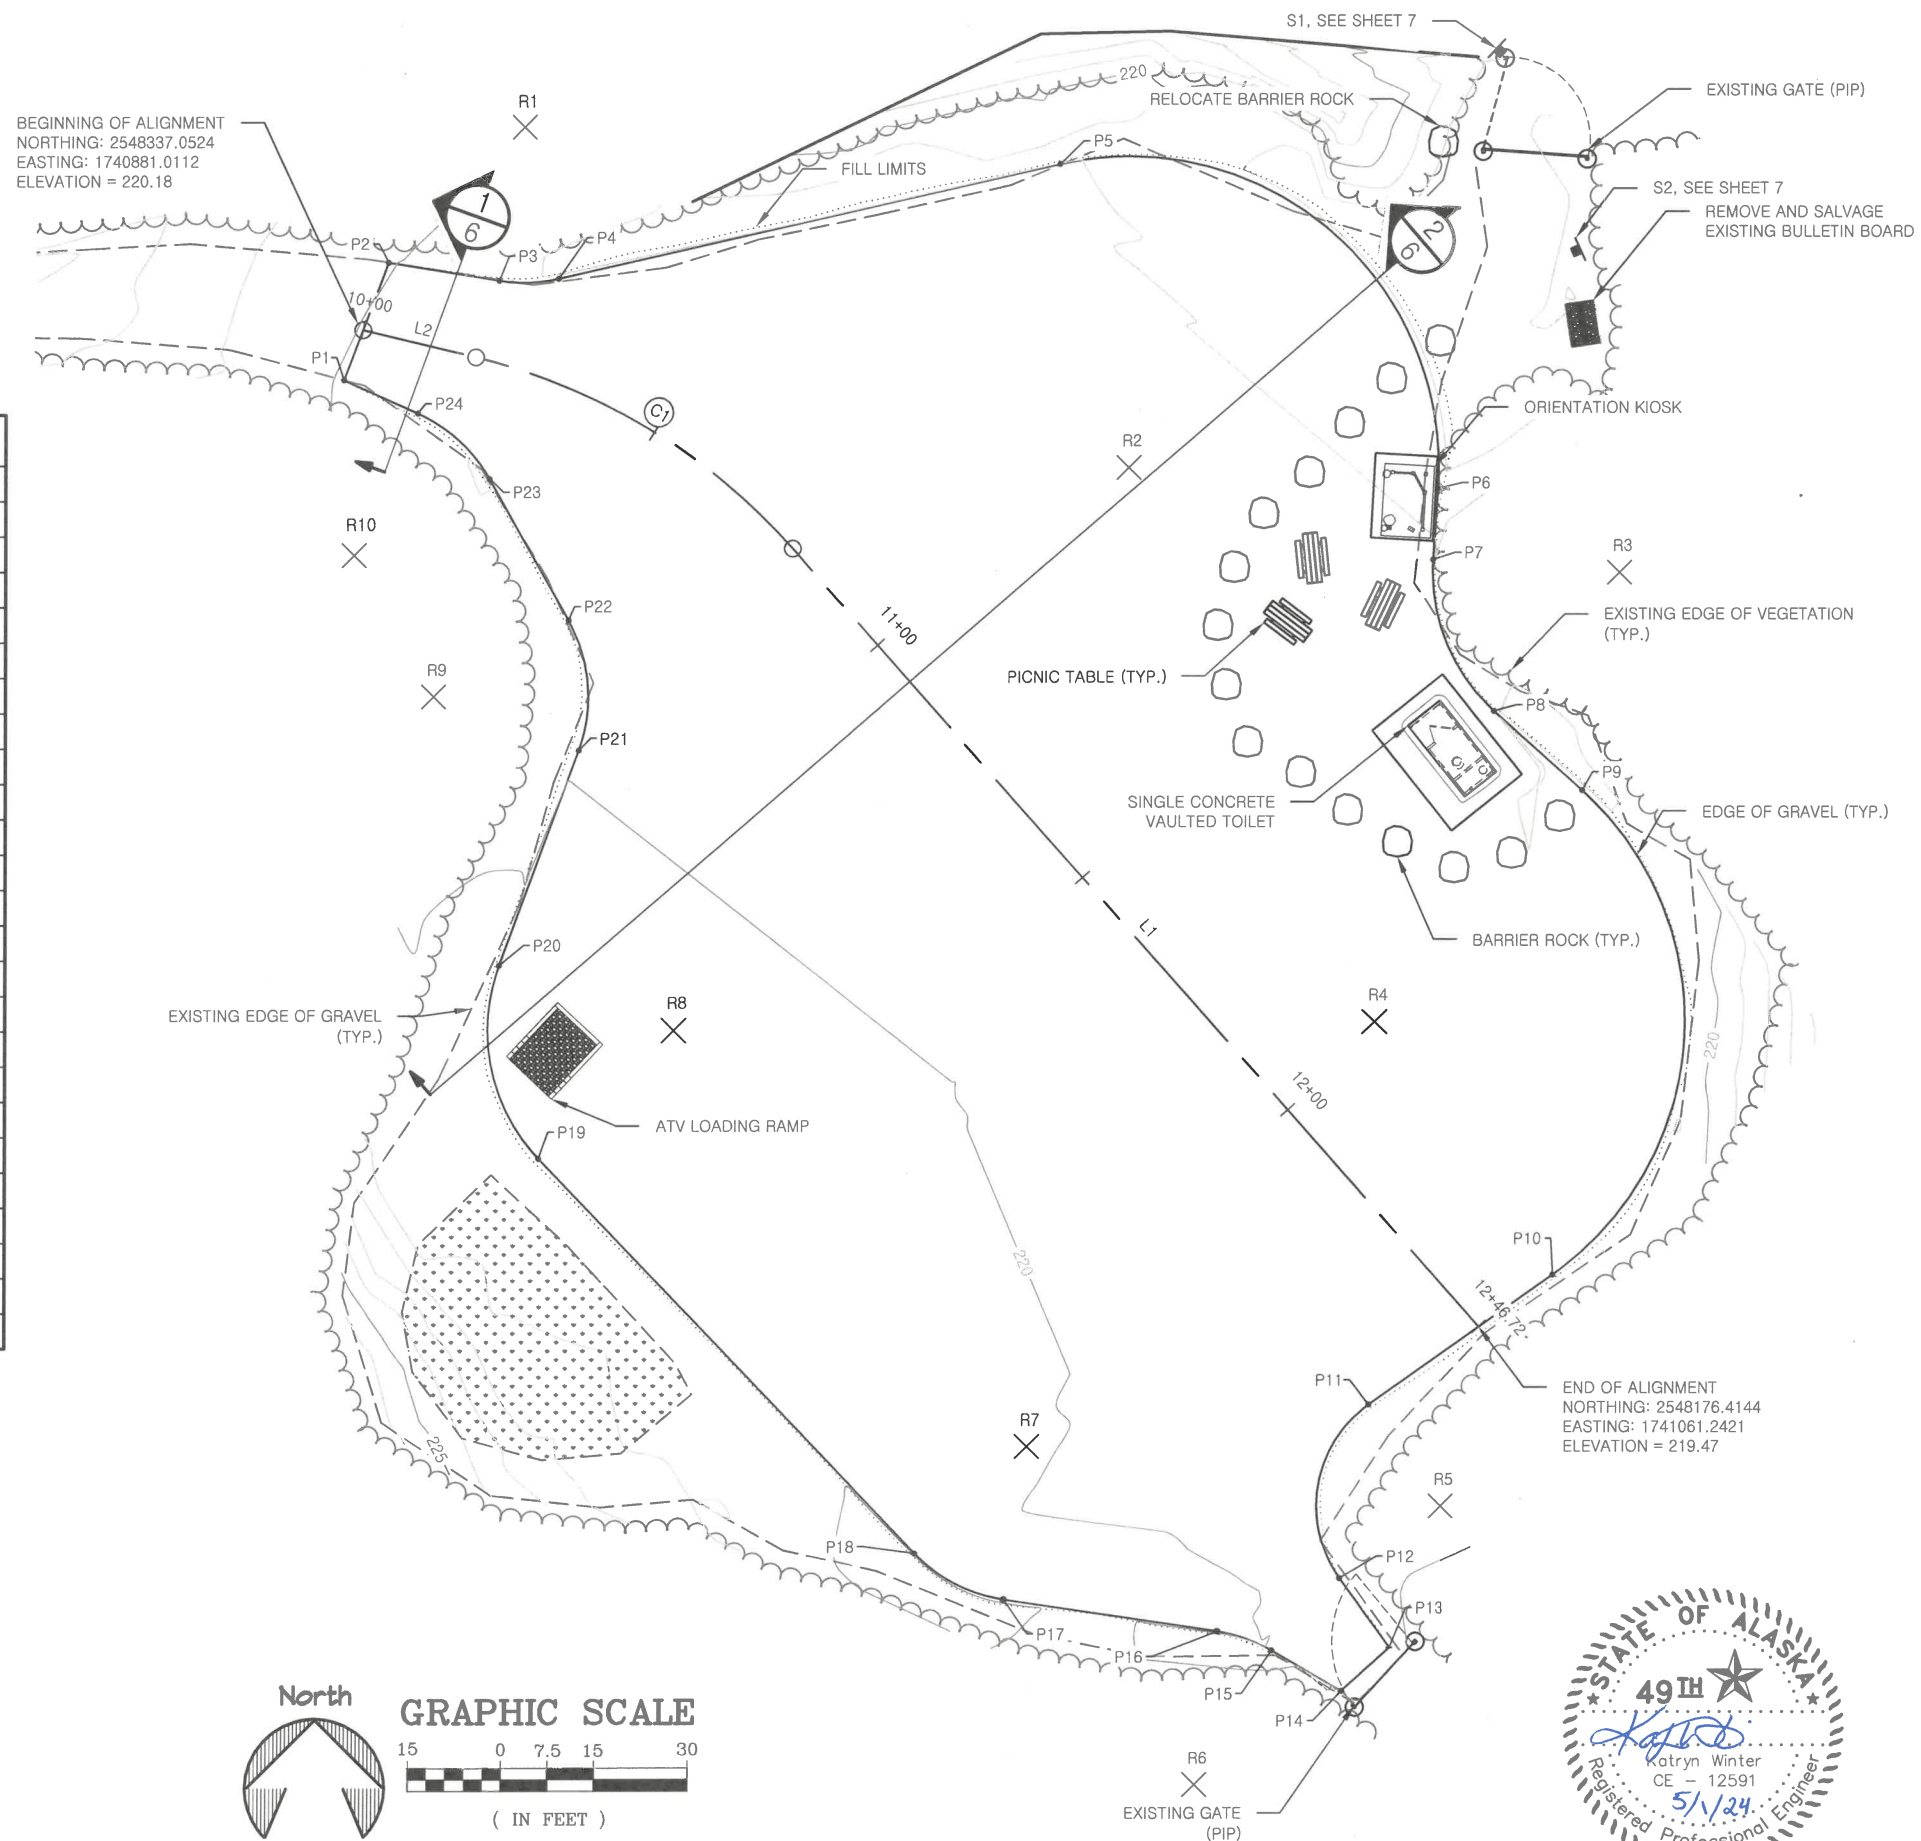 S1, SEE SHEET 7
220
R1
RELOCATE BARRIER ROCK
EXISTING GATE (PIP)
BEGINNING OF ALIGNMENT
NORTHING: 2548337.0524
EASTING: 1740881.0112
ELEVATION = 220.18
P5
FILL LIMITS
S2, SEE SHEET 7
REMOVE AND SALVAGE
EXISTING BULLETIN BOARD
1
6
2
6
P2
P3
P4
10+00
L2
P1
P24
C1
ORIENTATION KIOSK
R2
P6
P23
R10
P7
R3
P22
11+00
EXISTING EDGE OF VEGETATION
(TYP.)
R9
PICNIC TABLE (TYP.)
P8
P21
P9
SINGLE CONCRETE
VAULTED TOILET
EDGE OF GRAVEL (TYP.)
L1
BARRIER ROCK (TYP.)
P20
R8
R4
EXISTING EDGE OF GRAVEL
(TYP.)
220
12+00
ATV LOADING RAMP
P19
P10
220
12+46.72
P11
END OF ALIGNMENT
NORTHING: 2548176.4144
EASTING: 1741061.2421
ELEVATION = 219.47
R7
225
R5
P18
P12
P13
P17
P16
P15
P14
North
GRAPHIC SCALE
15 0 7.5 15 30
( IN FEET )
R6
EXISTING GATE
(PIP)
STATE OF ALASKA
49TH
Katryn Winter
CE - 12591
5/1/24
Registered Professional Engineer